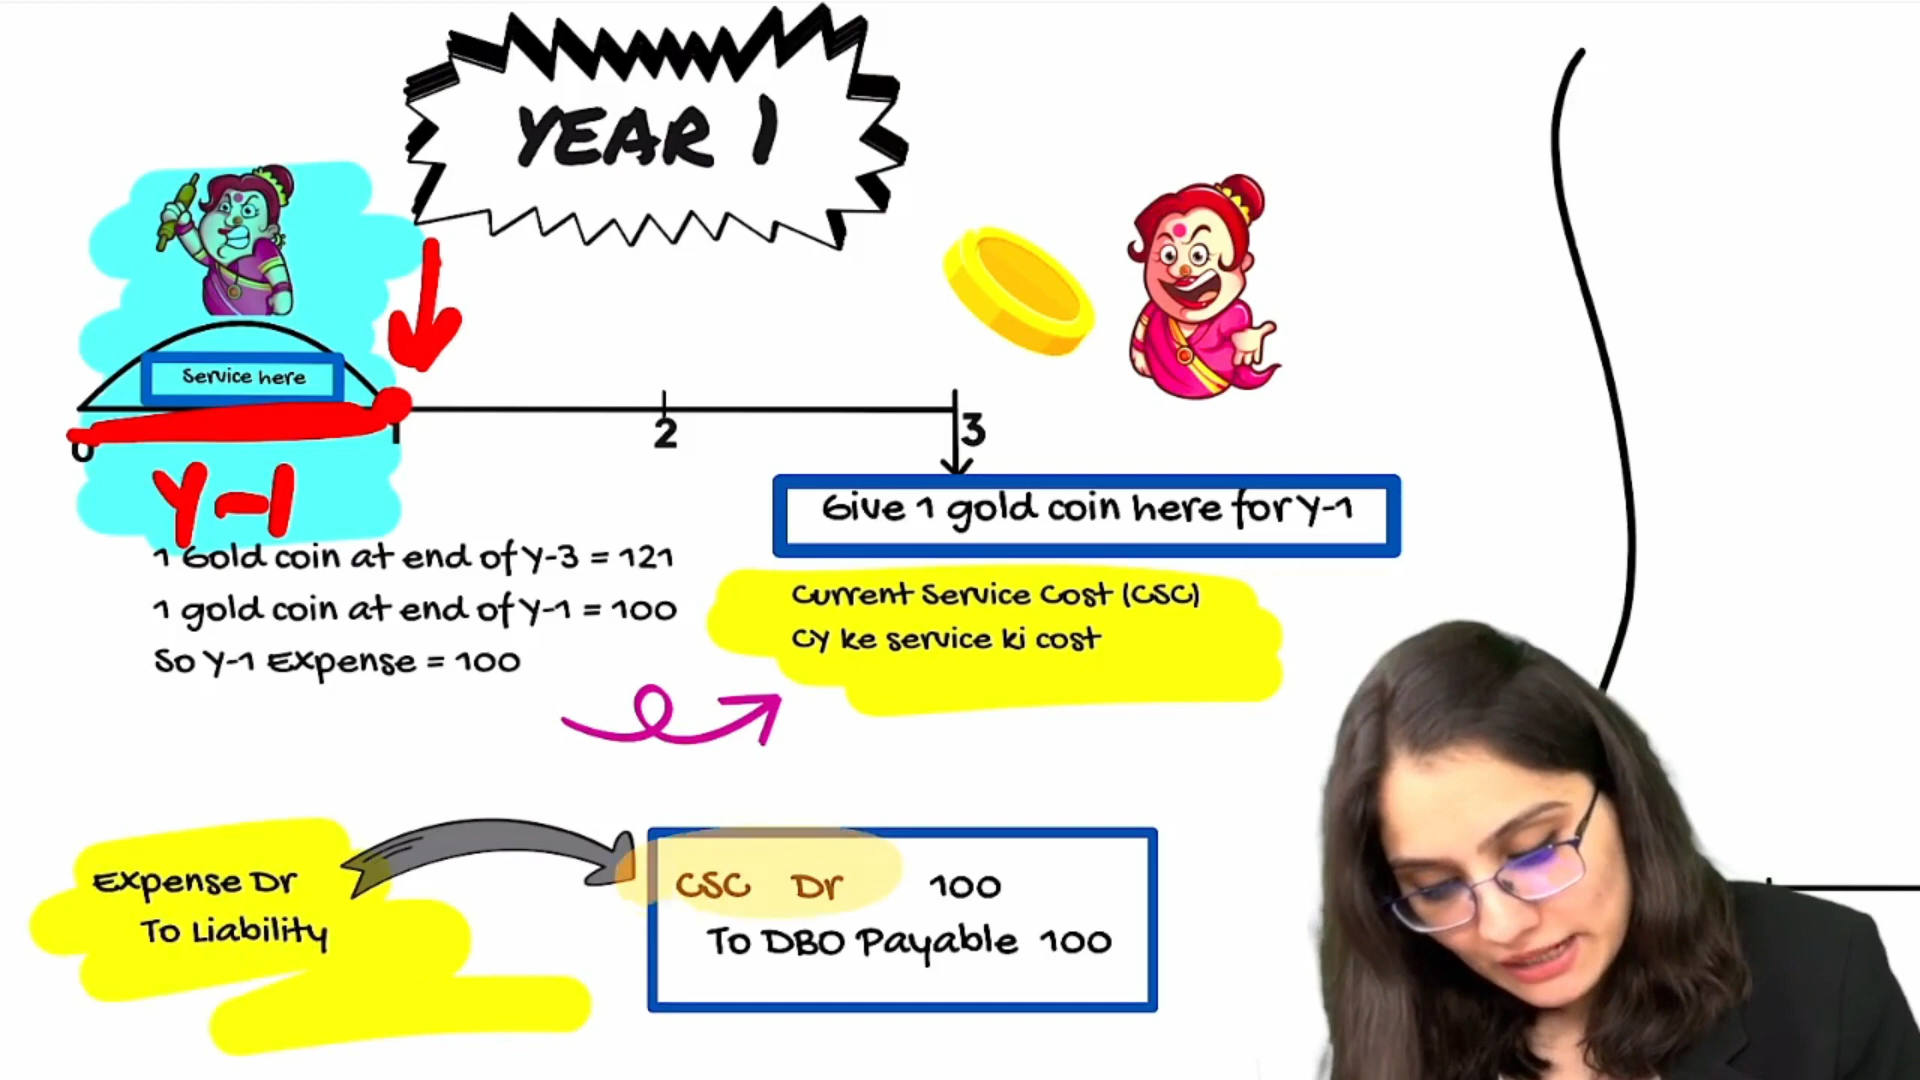 YEAR 1
Service here
0
1
2
3
Y-1
Give 1 gold coin here for Y-1
1 Gold coin at end of Y-3 = 121
1 gold coin at end of Y-1 = 100
So Y-1 Expense = 100
Current Service Cost (CSC)
CY ke service ki cost
Expense Dr
To Liability
CSC Dr 100
To DBO Payable 100